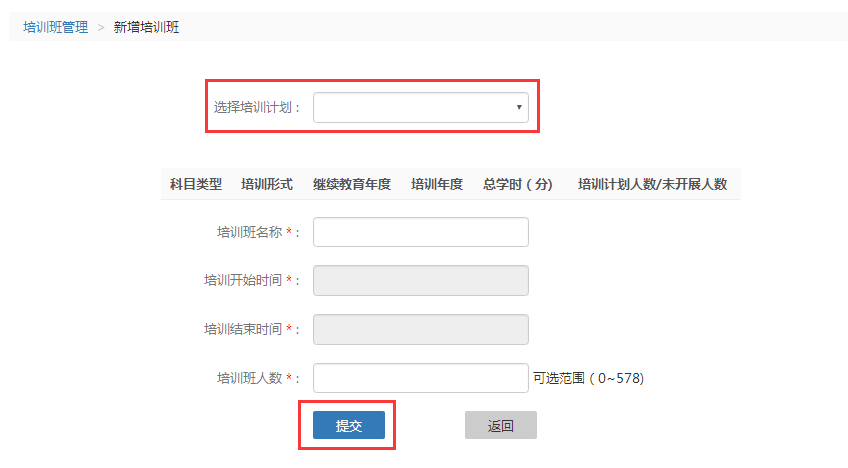 培训班管理 > 新增培训班
选择培训计划：
科目类型 培训形式 继续教育年度 培训年度 总学时（分） 培训计划人数/未开展人数
培训班名称 *：
培训开始时间 *：
培训结束时间 *：
培训班人数 *： 可选范围（0~578)
提交 返回